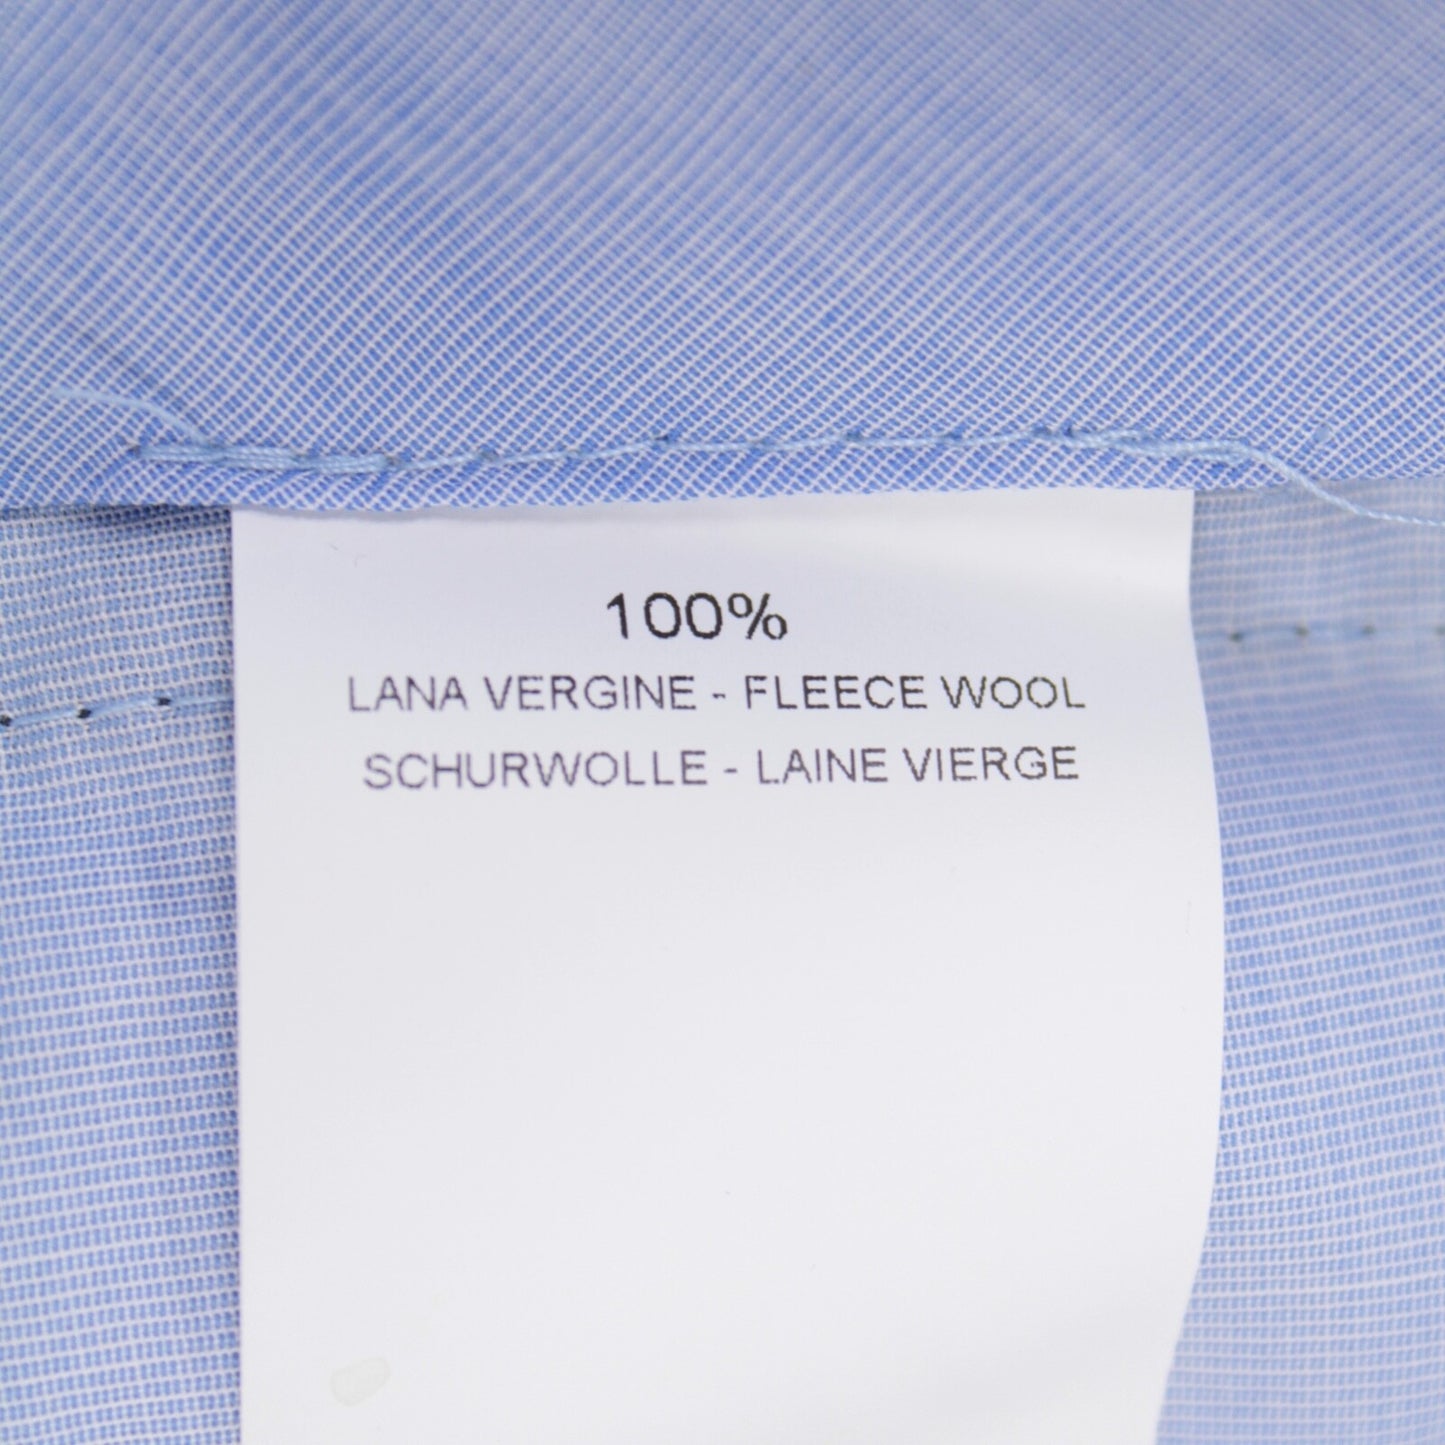 100%
LANA VERGINE - FLEECE WOOL
SCHURWOLLE - LAINE VIERGE